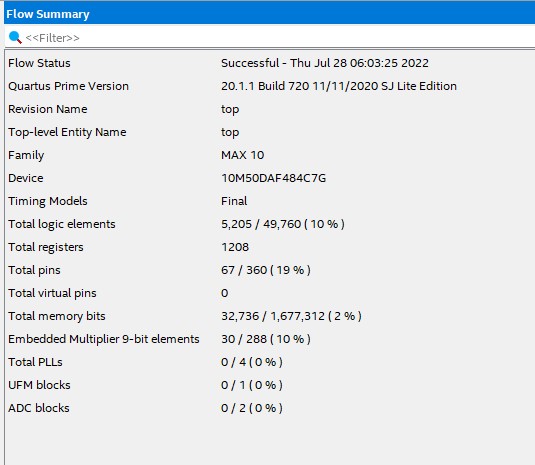 Flow Summary
<<Filter>>
Flow Status Successful - Thu Jul 28 06:03:25 2022
Quartus Prime Version 20.1.1 Build 720 11/11/2020 SJ Lite Edition
Revision Name top
Top-level Entity Name top
Family MAX 10
Device 10M50DAF484C7G
Timing Models Final
Total logic elements 5,205 / 49,760 ( 10 % )
Total registers 1208
Total pins 67 / 360 ( 19 % )
Total virtual pins 0
Total memory bits 32,736 / 1,677,312 ( 2 % )
Embedded Multiplier 9-bit elements 30 / 288 ( 10 % )
Total PLLs 0 / 4 ( 0 % )
UFM blocks 0 / 1 ( 0 % )
ADC blocks 0 / 2 ( 0 % )